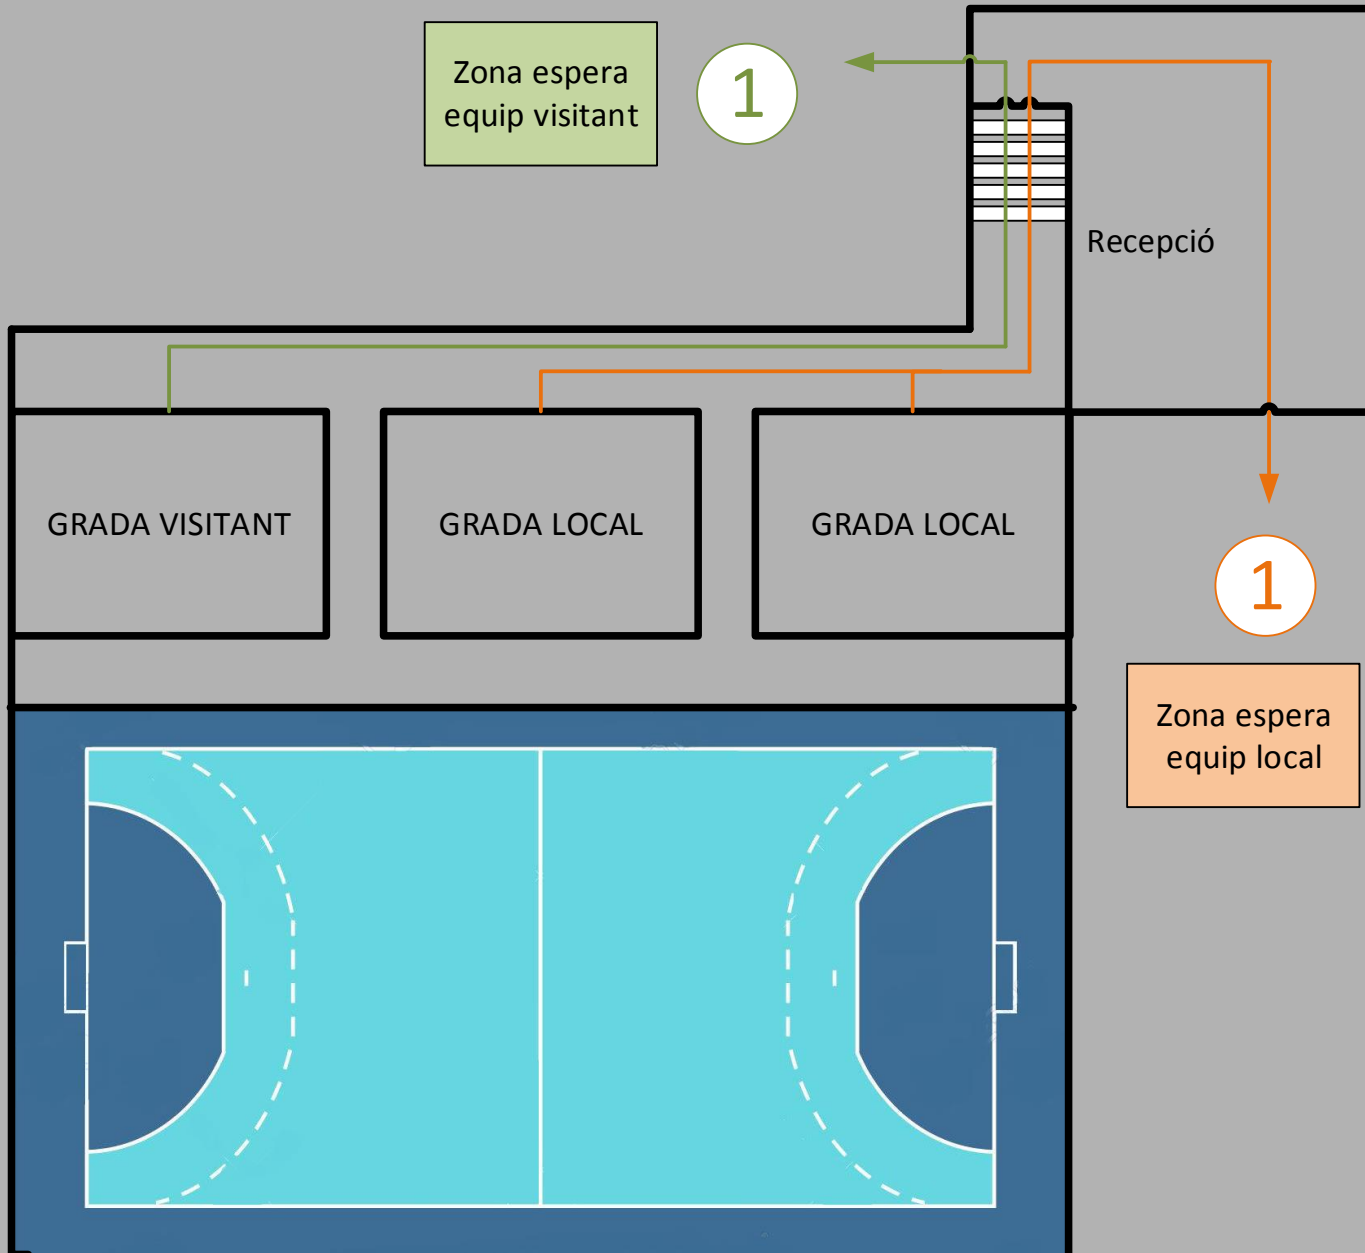 Zona espera
equip visitant
1
Recepció
GRADA VISITANT
GRADA LOCAL
GRADA LOCAL
1
Zona espera
equip local